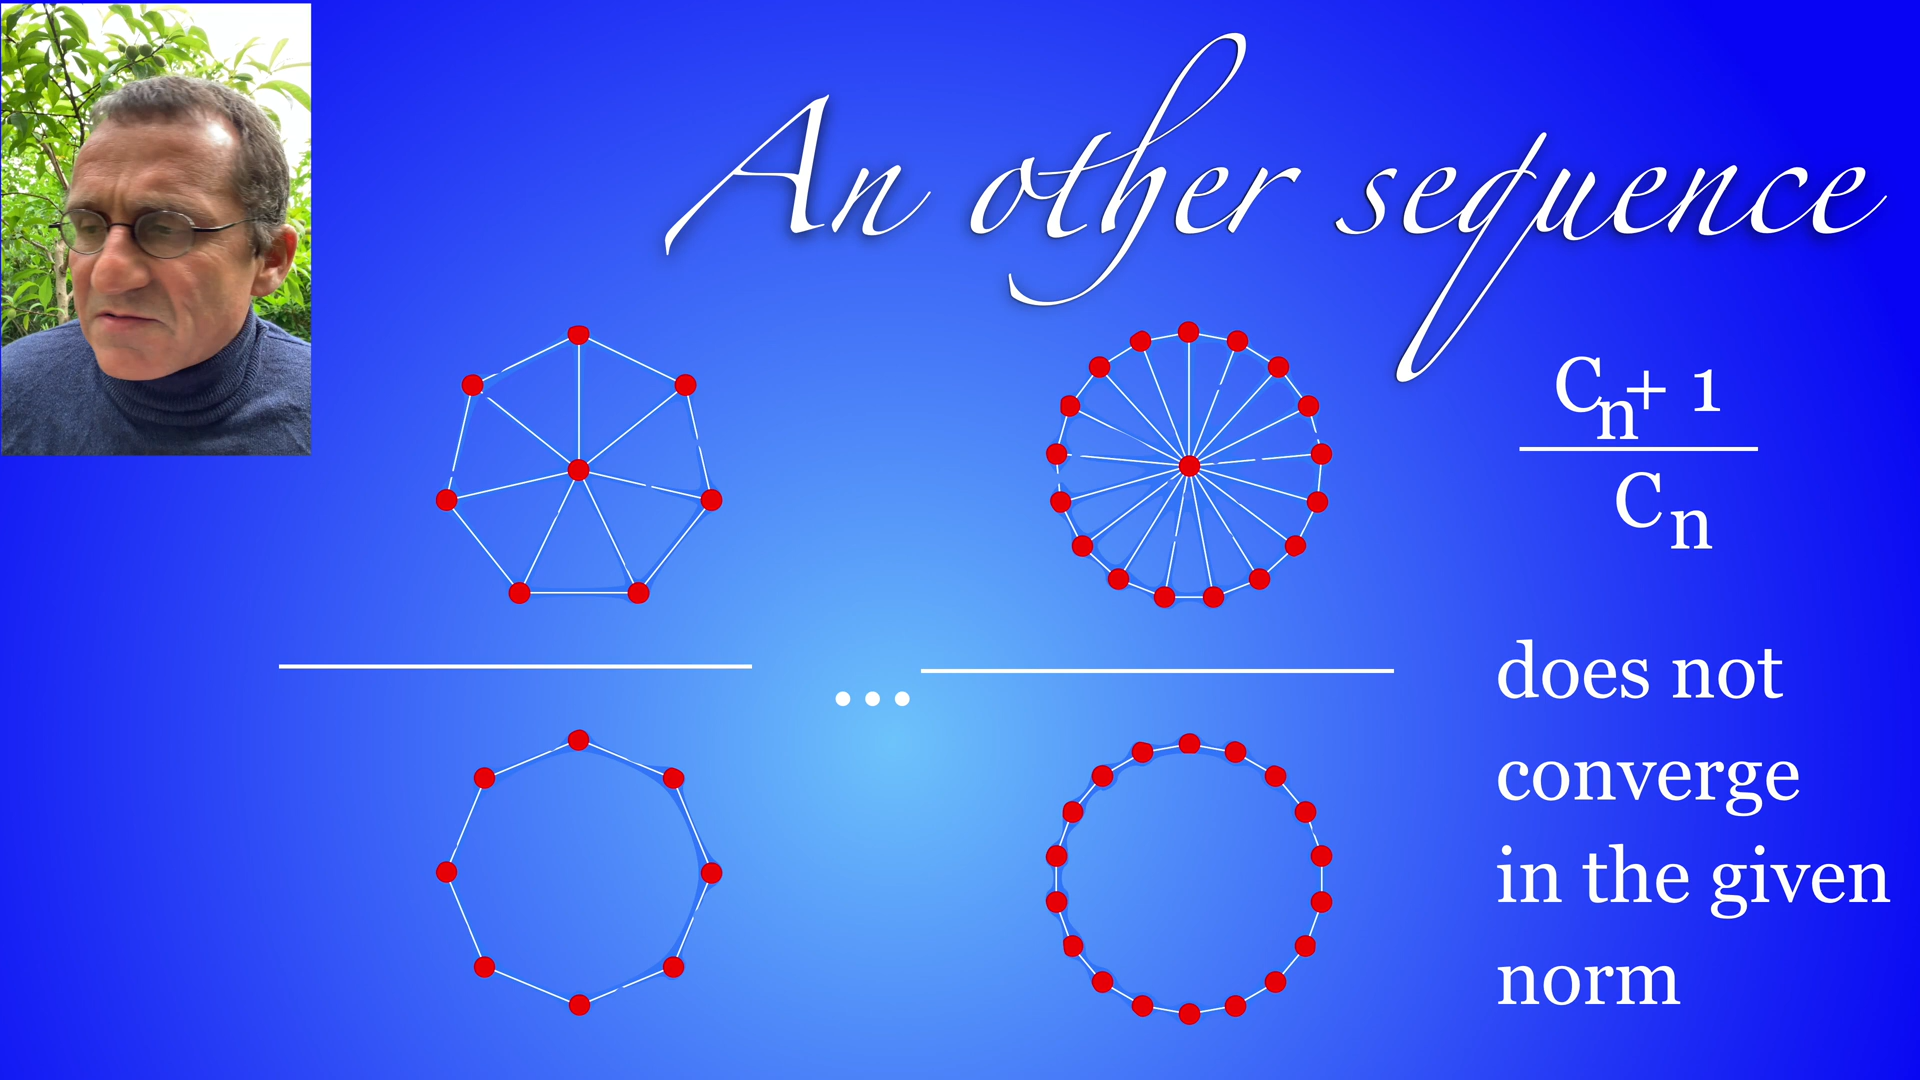 An other sequence
Cn + 1
Cn
...
does not
converge
in the given
norm